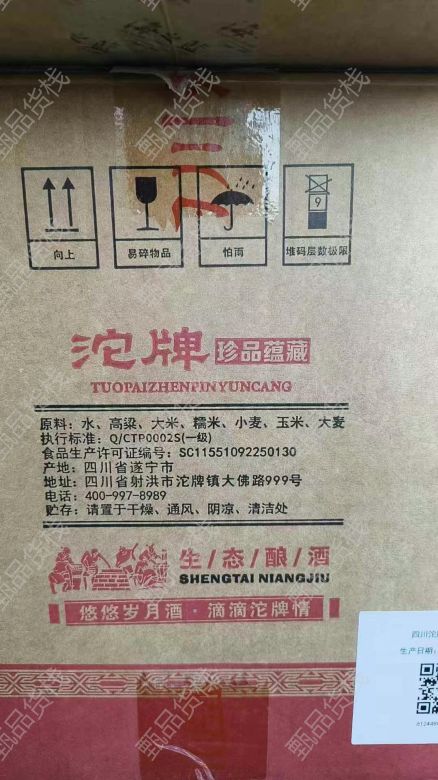 向上 易碎物品 怕雨 9 堆码层数极限
沱牌 珍品蕴藏
TUOPAIZHENPINYUNCANG
原料：水、高粱、大米、糯米、小麦、玉米、大麦
执行标准：Q/CTP0002S(一级)
食品生产许可证编号：SC11551092250130
产地：四川省遂宁市
地址：四川省射洪市沱牌镇大佛路999号
电话：400-997-8989
贮存：请置于干燥、通风、阴凉、清洁处
生/态/酿/酒
SHENGTAI NIANGJIU
悠悠岁月酒·滴滴沱牌情
四川沱
生产日期：
甄品货栈